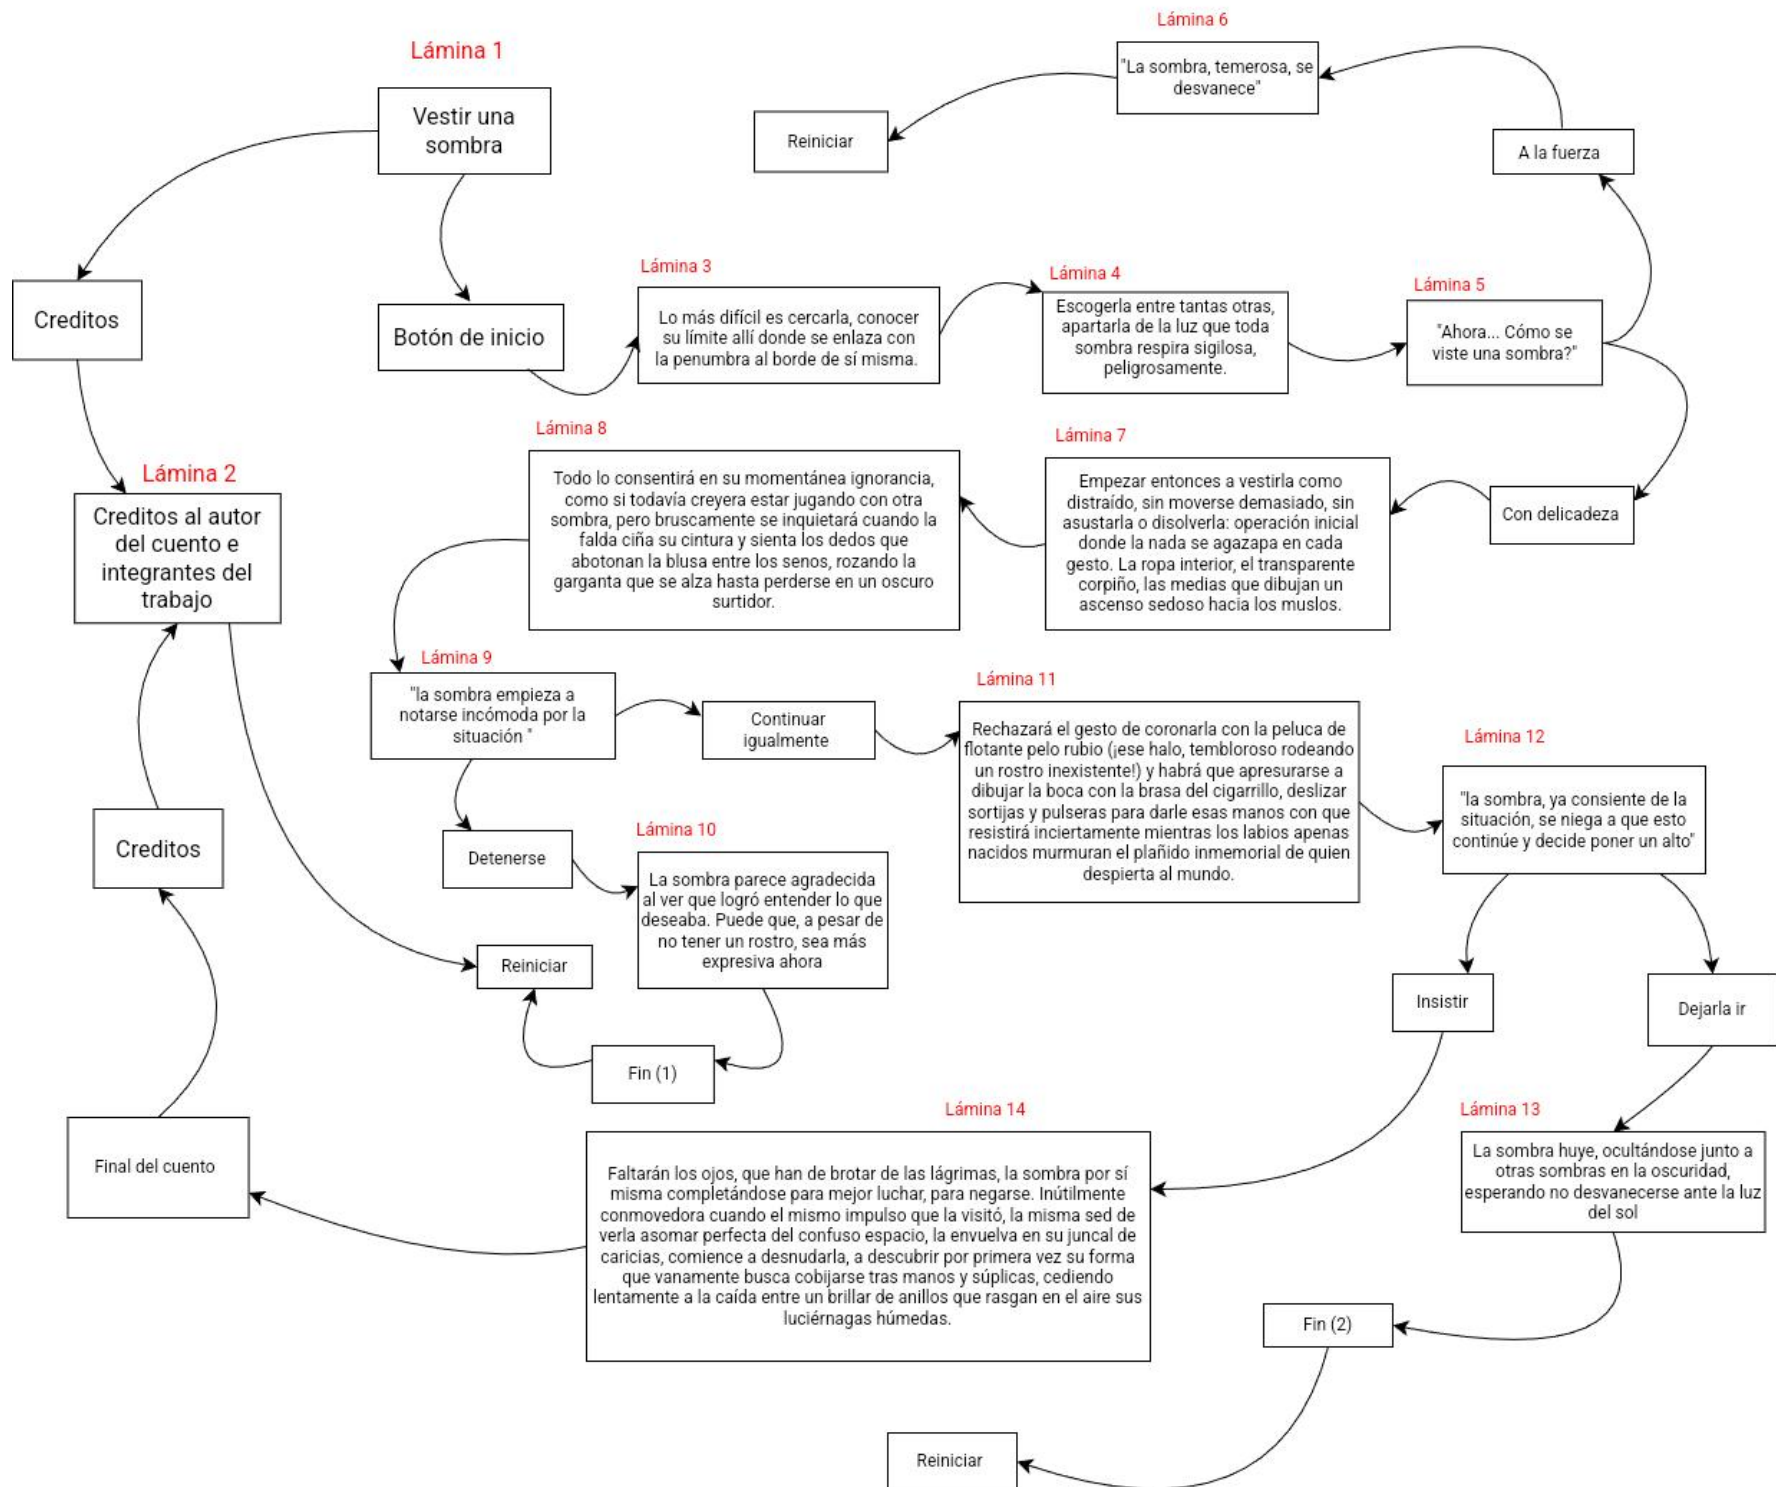 Lámina 1
Vestir una
sombra
Creditos
Botón de inicio
Lámina 2
Creditos al autor
del cuento e
integrantes del
trabajo
Lámina 3
Lo más difícil es cercarla, conocer
su límite allí donde se enlaza con
la penumbra al borde de sí misma.
Lámina 4
Escogerla entre tantas otras,
apartarla de la luz que toda
sombra respira sigilosa,
peligrosamente.
Lámina 5
"Ahora... Cómo se
viste una sombra?"
A la fuerza
Lámina 6
"La sombra, temerosa, se
desvanece"
Reiniciar
Con delicadeza
Lámina 7
Empezar entonces a vestirla como
distraído, sin moverse demasiado, sin
asustarla o disolverla: operación inicial
donde la nada se agazapa en cada
gesto. La ropa interior, el transparente
corpiño, las medias que dibujan un
ascenso sedoso hacia los muslos.
Lámina 8
Todo lo consentirá en su momentánea ignorancia,
como si todavía creyera estar jugando con otra
sombra, pero bruscamente se inquietará cuando la
falda ciña su cintura y sienta los dedos que
abotonan la blusa entre los senos, rozando la
garganta que se alza hasta perderse en un oscuro
surtidor.
Lámina 9
"la sombra empieza a
notarse incómoda por la
situación "
Continuar
igualmente
Detenerse
Lámina 10
La sombra parece agradecida
al ver que logró entender lo que
deseaba. Puede que, a pesar de
no tener un rostro, sea más
expresiva ahora
Fin (1)
Reiniciar
Lámina 11
Rechazará el gesto de coronarla con la peluca de
flotante pelo rubio (¡ese halo, tembloroso rodeando
un rostro inexistente!) y habrá que apresurarse a
dibujar la boca con la brasa del cigarrillo, deslizar
sortijas y pulseras para darle esas manos con que
resistirá inciertamente mientras los labios apenas
nacidos murmuran el plañido inmemorial de quien
despierta al mundo.
Lámina 12
"la sombra, ya consiente de la
situación, se niega a que esto
continúe y decide poner un alto"
Insistir
Dejarla ir
Lámina 13
La sombra huye, ocultándose junto a
otras sombras en la oscuridad,
esperando no desvanecerse ante la luz
del sol
Fin (2)
Reiniciar
Lámina 14
Faltarán los ojos, que han de brotar de las lágrimas, la sombra por sí
misma completándose para mejor luchar, para negarse. Inútilmente
conmovedora cuando el mismo impulso que la visitó, la misma sed de
verla asomar perfecta del confuso espacio, la envuelva en su juncal de
caricias, comience a desnudarla, a descubrir por primera vez su forma
que vanamente busca cobijarse tras manos y súplicas, cediendo
lentamente a la caída entre un brillar de anillos que rasgan en el aire sus
luciérnagas húmedas.
Final del cuento
Creditos